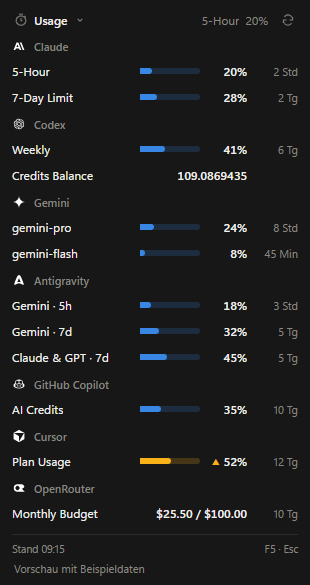 Usage 5-Hour 20%
Claude
5-Hour 20% 2 Std
7-Day Limit 28% 2 Tg
Codex
Weekly 41% 6 Tg
Credits Balance 109.0869435
Gemini
gemini-pro 24% 8 Std
gemini-flash 8% 45 Min
Antigravity
Gemini · 5h 18% 3 Std
Gemini · 7d 32% 5 Tg
Claude & GPT · 7d 45% 5 Tg
GitHub Copilot
AI Credits 35% 10 Tg
Cursor
Plan Usage ▲ 52% 12 Tg
OpenRouter
Monthly Budget $25.50 / $100.00 10 Tg
Stand 09:15 F5 · Esc
Vorschau mit Beispieldaten